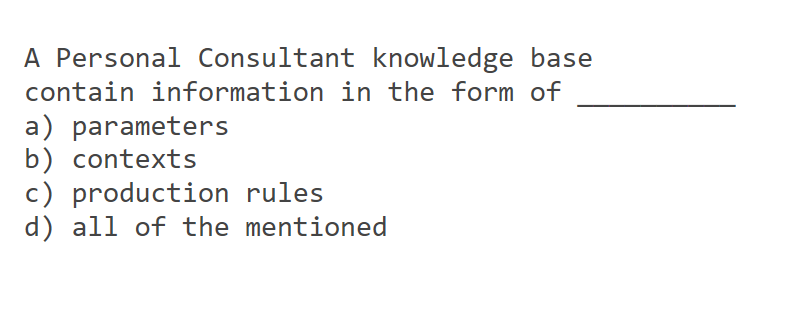 A Personal Consultant knowledge base
contain information in the form of __________
a) parameters
b) contexts
c) production rules
d) all of the mentioned